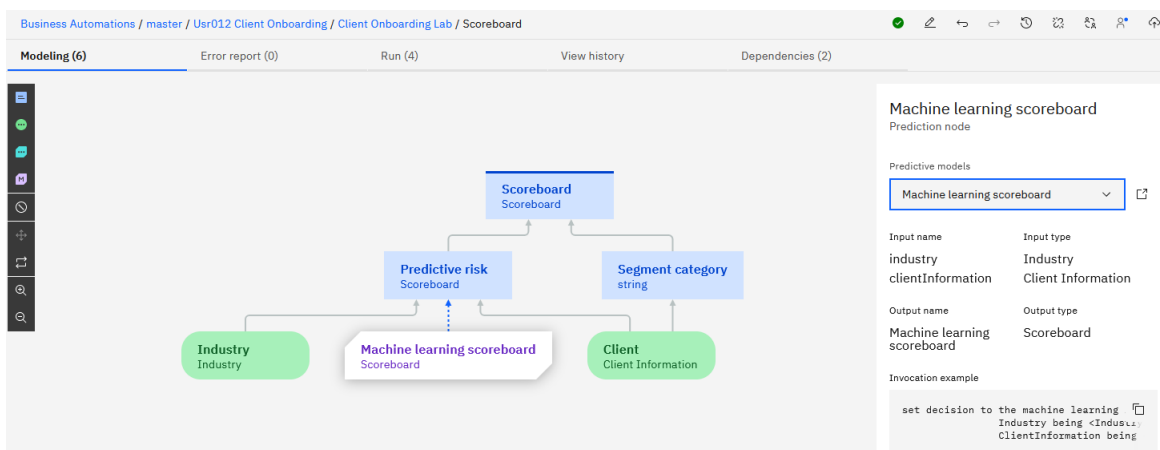 Business Automations / master / Usr012 Client Onboarding / Client Onboarding Lab / Scoreboard
Modeling (6)
Error report (0)
Run (4)
View history
Dependencies (2)
Scoreboard
Scoreboard
Predictive risk
Scoreboard
Segment category
string
Industry
Industry
Machine learning scoreboard
Scoreboard
Client
Client Information
M
Machine learning scoreboard
Prediction node
Predictive models
Machine learning scoreboard
Input name Input type
industry Industry
clientInformation Client Information
Output name Output type
Machine learning Scoreboard
scoreboard
Invocation example
set decision to the machine learning
Industry being <Industry
ClientInformation being